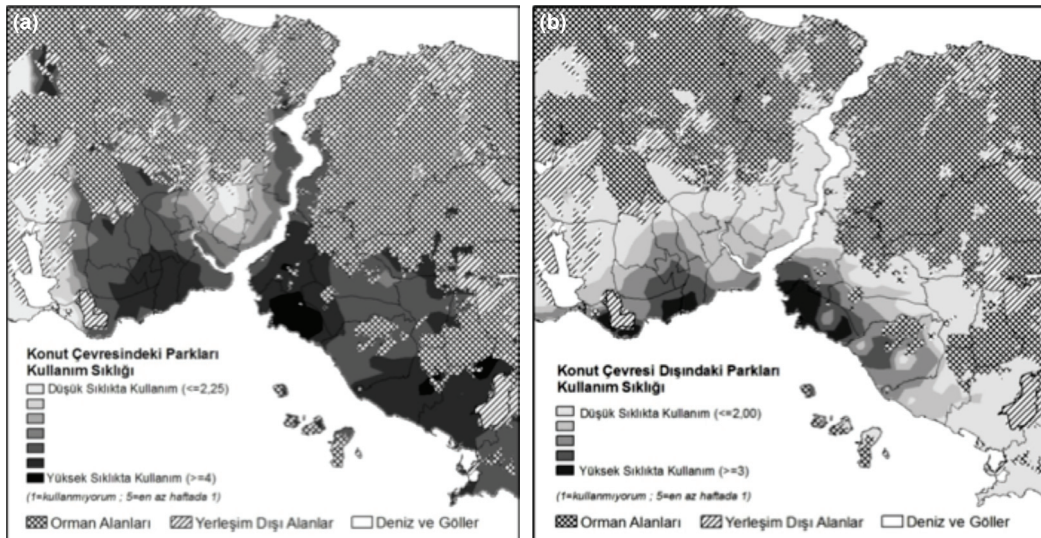 (a)
Konut Çevresindeki Parkları
Kullanım Sıklığı
Düşük Sıklıkta Kullanım (<=2,25)
Yüksek Sıklıkta Kullanım (>=4)
(1=kullanmıyorum ; 5=en az haftada 1)
Orman Alanları Yerleşim Dışı Alanlar Deniz ve Göller
(b)
Konut Çevresi Dışındaki Parkları
Kullanım Sıklığı
Düşük Sıklıkta Kullanım (<=2,00)
Yüksek Sıklıkta Kullanım (>=3)
(1=kullanmıyorum ; 5=en az haftada 1)
Orman Alanları Yerleşim Dışı Alanlar Deniz ve Göller